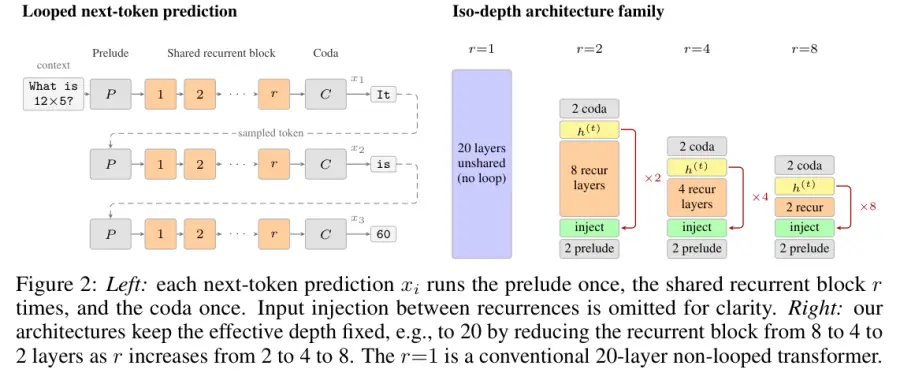 Looped next-token prediction
Prelude Shared recurrent block Coda
context
What is
12×5?
P 1 2 · · · r C x₁ It
sampled token
P 1 2 · · · r C x₂ is
P 1 2 · · · r C x₃ 60
Iso-depth architecture family
r=1 r=2 r=4 r=8
20 layers
unshared
(no loop)
2 coda
h⁽ᵗ⁾
8 recur
layers
×2
inject
2 prelude
2 coda
h⁽ᵗ⁾
4 recur
layers
×4
inject
2 prelude
2 coda
h⁽ᵗ⁾
2 recur
×8
inject
2 prelude
Figure 2: Left: each next-token prediction xᵢ runs the prelude once, the shared recurrent block r
times, and the coda once. Input injection between recurrences is omitted for clarity. Right: our
architectures keep the effective depth fixed, e.g., to 20 by reducing the recurrent block from 8 to 4 to
2 layers as r increases from 2 to 4 to 8. The r=1 is a conventional 20-layer non-looped transformer.